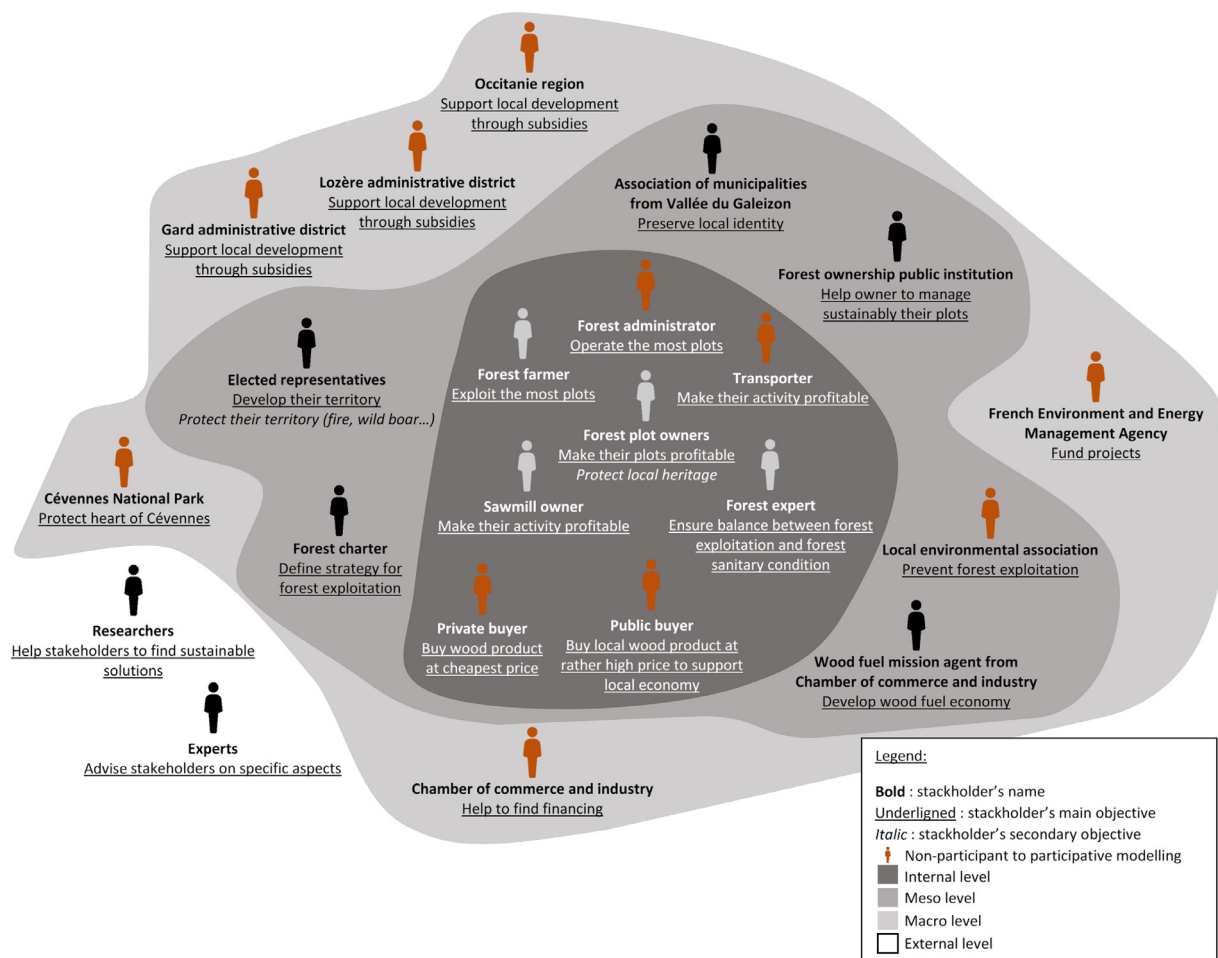 Occitanie region
Support local development
through subsidies
Lozère administrative district
Support local development
through subsidies
Gard administrative district
Support local development
through subsidies
Association of municipalities
from Vallée du Galeizon
Preserve local identity
Forest ownership public institution
Help owner to manage
sustainably their plots
Forest administrator
Operate the most plots
Forest farmer
Exploit the most plots
Transporter
Make their activity profitable
Elected representatives
Develop their territory
Protect their territory (fire, wild boar…)
French Environment and Energy
Management Agency
Fund projects
Forest plot owners
Make their plots profitable
Protect local heritage
Cévennes National Park
Protect heart of Cévennes
Sawmill owner
Make their activity profitable
Forest expert
Ensure balance between forest
exploitation and forest
sanitary condition
Forest charter
Define strategy for
forest exploitation
Local environmental association
Prevent forest exploitation
Researchers
Help stakeholders to find sustainable
solutions
Private buyer
Buy wood product
at cheapest price
Public buyer
Buy local wood product at
rather high price to support
local economy
Wood fuel mission agent from
Chamber of commerce and industry
Develop wood fuel economy
Experts
Advise stakeholders on specific aspects
Chamber of commerce and industry
Help to find financing
Legend:
Bold : stackholder's name
Underligned : stackholder's main objective
Italic : stackholder's secondary objective
Non-participant to participative modelling
Internal level
Meso level
Macro level
External level